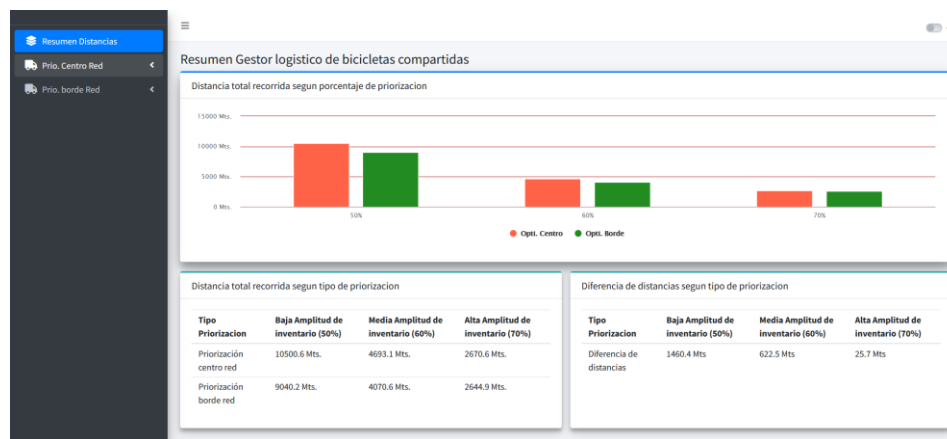 Resumen Distancias
Prio. Centro Red
Prio. borde Red
Resumen Gestor logistico de bicicletas compartidas
Distancia total recorrida segun porcentaje de priorizacion
15000 Mts.
10000 Mts.
5000 Mts.
0 Mts.
50% 60% 70%
Opti. Centro Opti. Borde
Distancia total recorrida segun tipo de priorizacion
Tipo Baja Amplitud de Media Amplitud de Alta Amplitud de
Priorizacion inventario (50%) inventario (60%) inventario (70%)
Priorización 10500.6 Mts. 4693.1 Mts. 2670.6 Mts.
centro red
Priorización 9040.2 Mts. 4070.6 Mts. 2644.9 Mts.
borde red
Diferencia de distancias segun tipo de priorizacion
Tipo Baja Amplitud de Media Amplitud de Alta Amplitud de
Priorizacion inventario (50%) inventario (60%) inventario (70%)
Diferencia de 1460.4 Mts 622.5 Mts 25.7 Mts
distancias